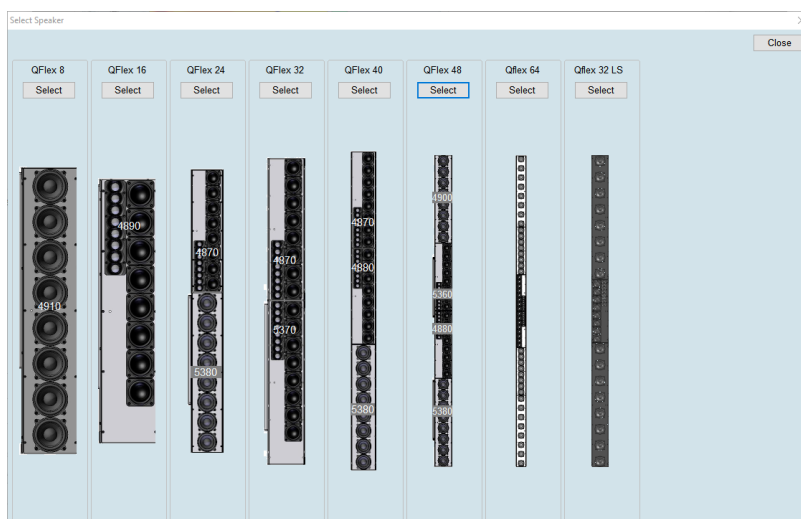 Select Speaker
Close
QFlex 8
QFlex 16
QFlex 24
QFlex 32
QFlex 40
QFlex 48
Qflex 64
Qflex 32 LS
Select
Select
Select
Select
Select
Select
Select
Select
4910
4890
4870
5380
4970
5370
4870
4880
5380
4900
5360
4880
5380